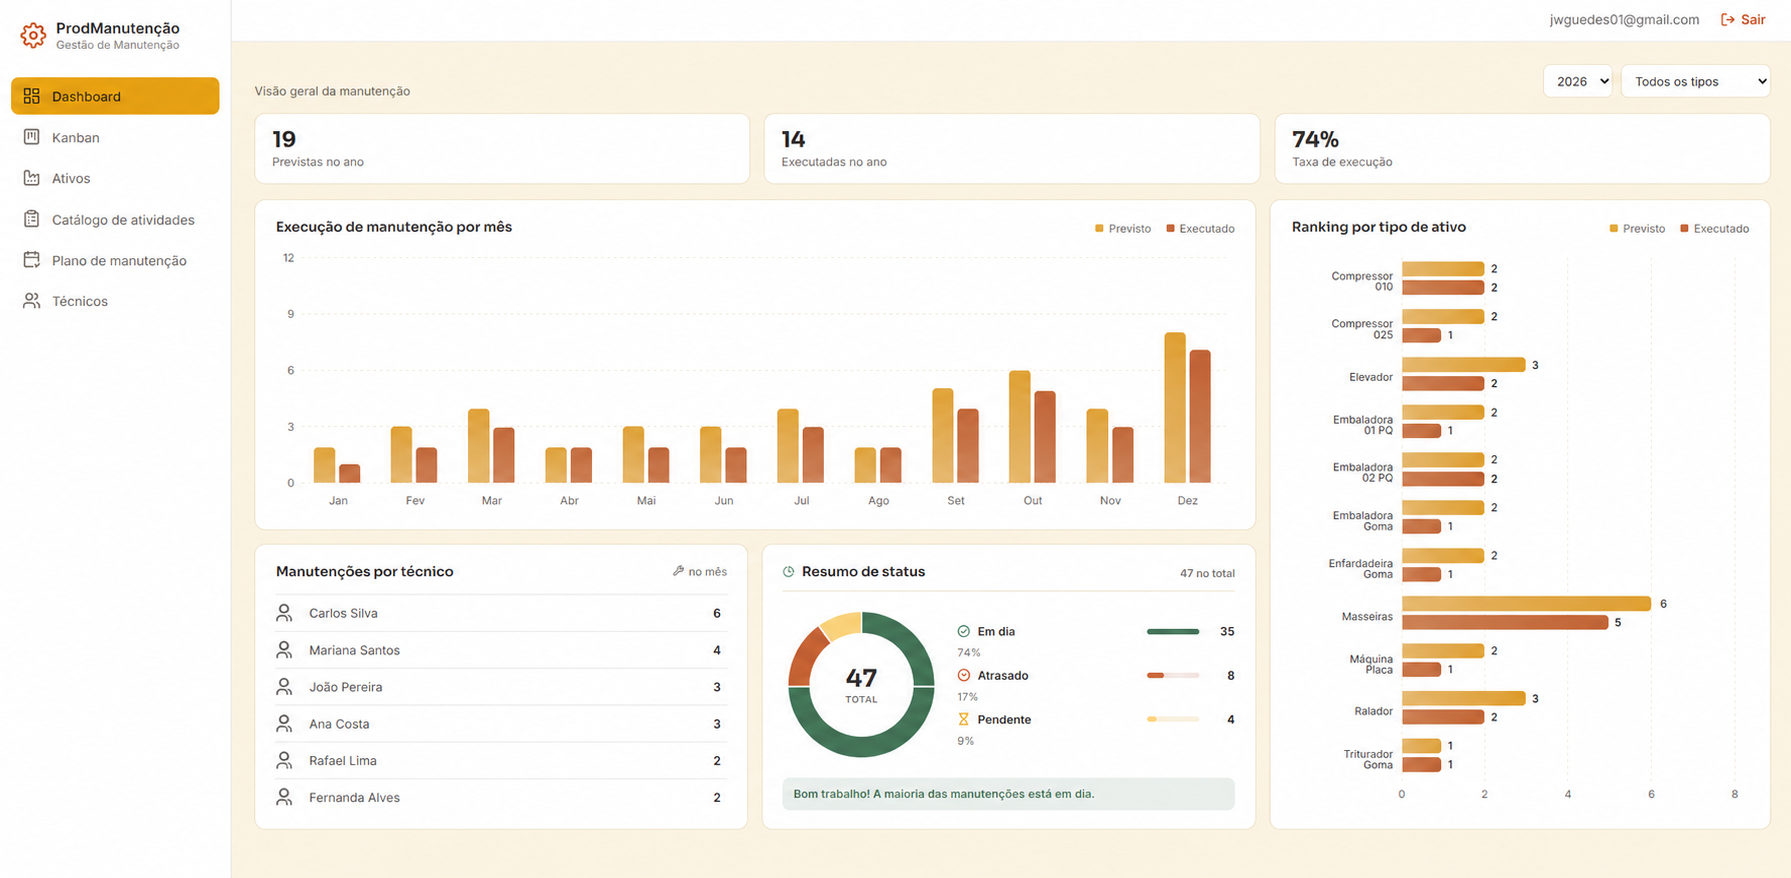 ProdManutenção
Gestão de Manutenção
Dashboard
Kanban
Ativos
Catálogo de atividades
Plano de manutenção
Técnicos
jwguedes01@gmail.com Sair
Visão geral da manutenção
2026 Todos os tipos
19
Previstas no ano
14
Executadas no ano
74%
Taxa de execução
Execução de manutenção por mês
Previsto Executado
12
9
6
3
0
Jan Fev Mar Abr Mai Jun Jul Ago Set Out Nov Dez
Ranking por tipo de ativo
Previsto Executado
Compressor
010
2
2
Compressor
025
2
1
Elevador
3
2
Embaladora
01 PQ
2
1
Embaladora
02 PQ
2
2
Embaladora
Goma
2
1
Enfardadeira
Goma
2
1
Masseiras
6
5
Máquina
Placa
2
1
Ralador
3
2
Triturador
Goma
1
1
0 2 4 6 8
Manutenções por técnico
no mês
Carlos Silva 6
Mariana Santos 4
João Pereira 3
Ana Costa 3
Rafael Lima 2
Fernanda Alves 2
Resumo de status
47 no total
47
TOTAL
Em dia 35
74%
Atrasado 8
17%
Pendente 4
9%
Bom trabalho! A maioria das manutenções está em dia.